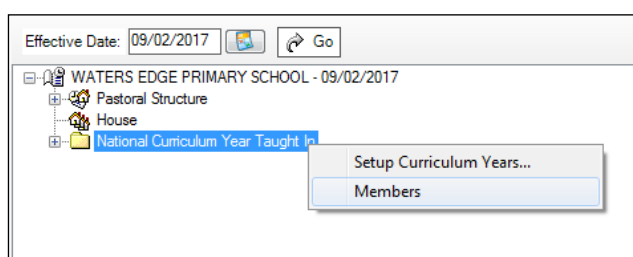 Effective Date: 09/02/2017 Go
WATERS EDGE PRIMARY SCHOOL - 09/02/2017
Pastoral Structure
House
National Curriculum Year Taught In
Setup Curriculum Years...
Members